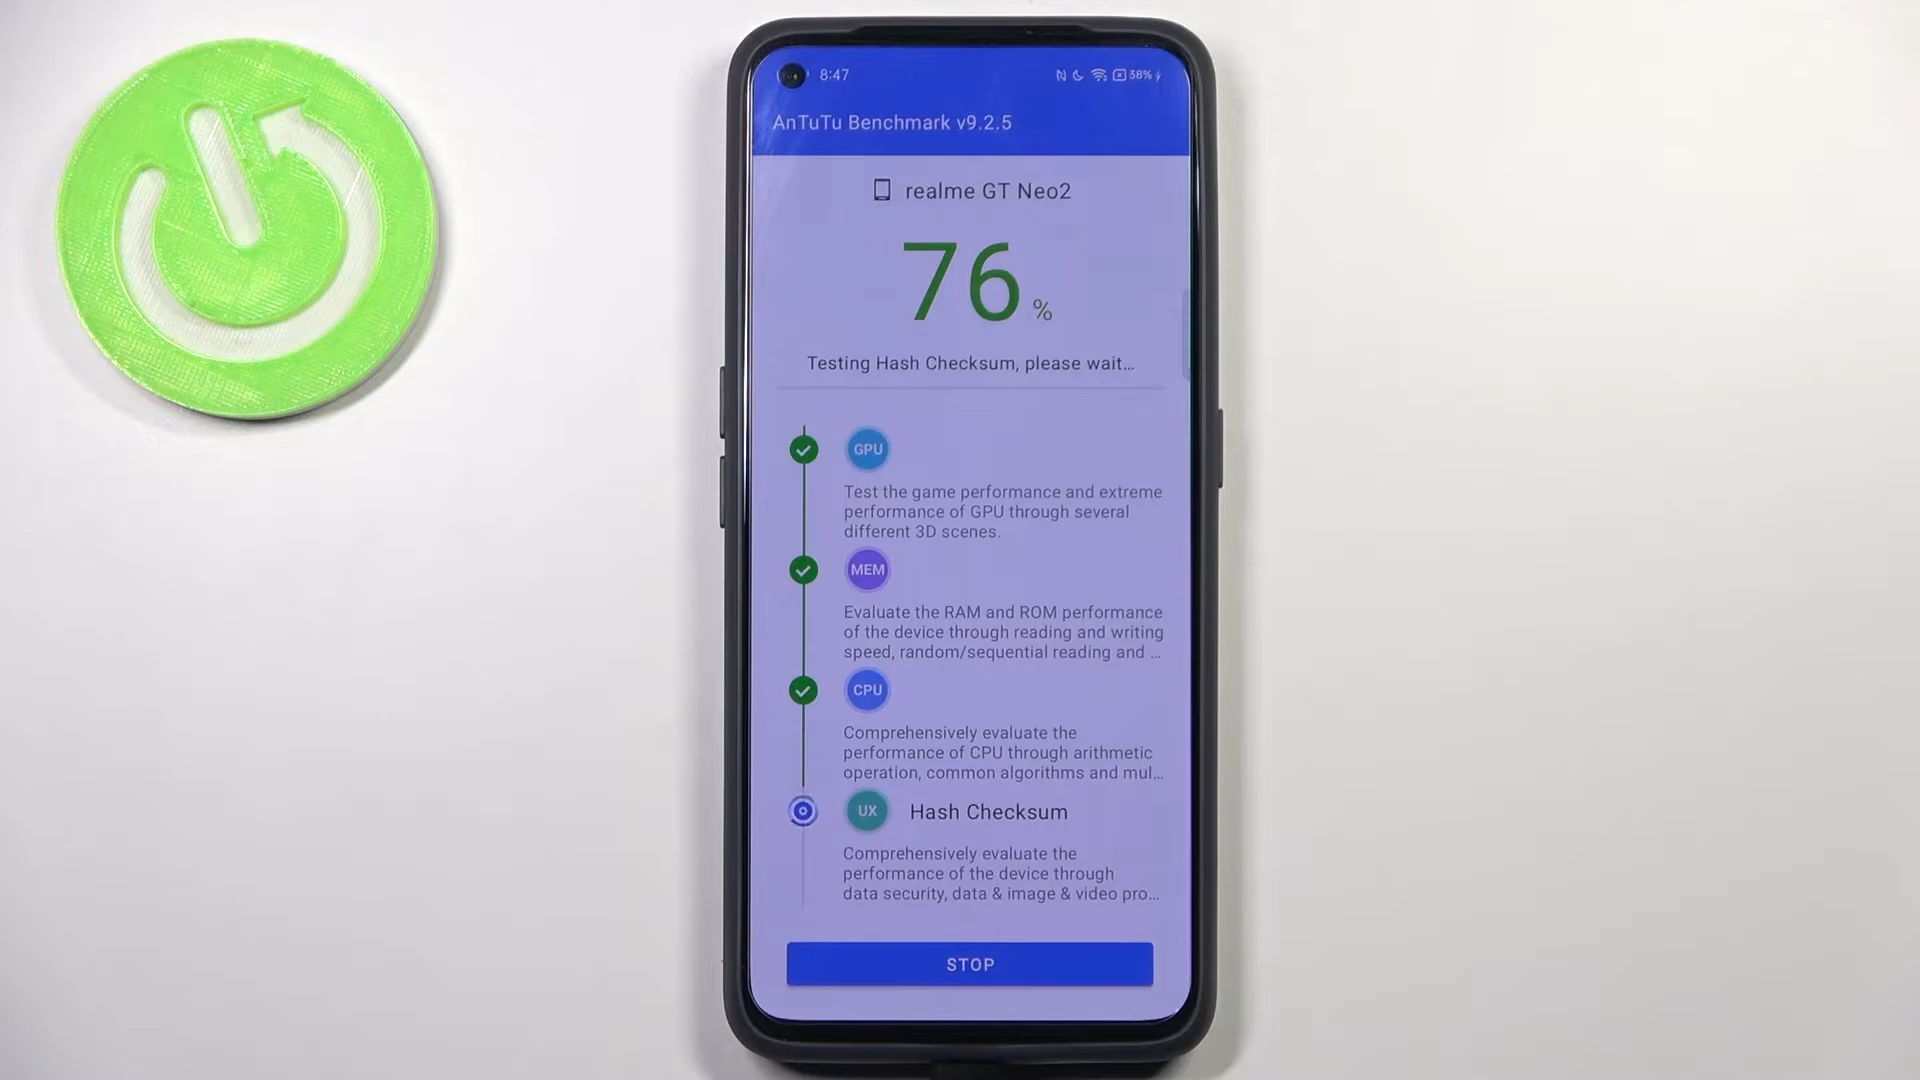 8:47
38%
AnTuTu Benchmark v9.2.5
realme GT Neo2
76 %
Testing Hash Checksum, please wait...
GPU
Test the game performance and extreme
performance of GPU through several
different 3D scenes.
MEM
Evaluate the RAM and ROM performance
of the device through reading and writing
speed, random/sequential reading and ...
CPU
Comprehensively evaluate the
performance of CPU through arithmetic
operation, common algorithms and mul...
UX Hash Checksum
Comprehensively evaluate the
performance of the device through
data security, data & image & video pro...
STOP